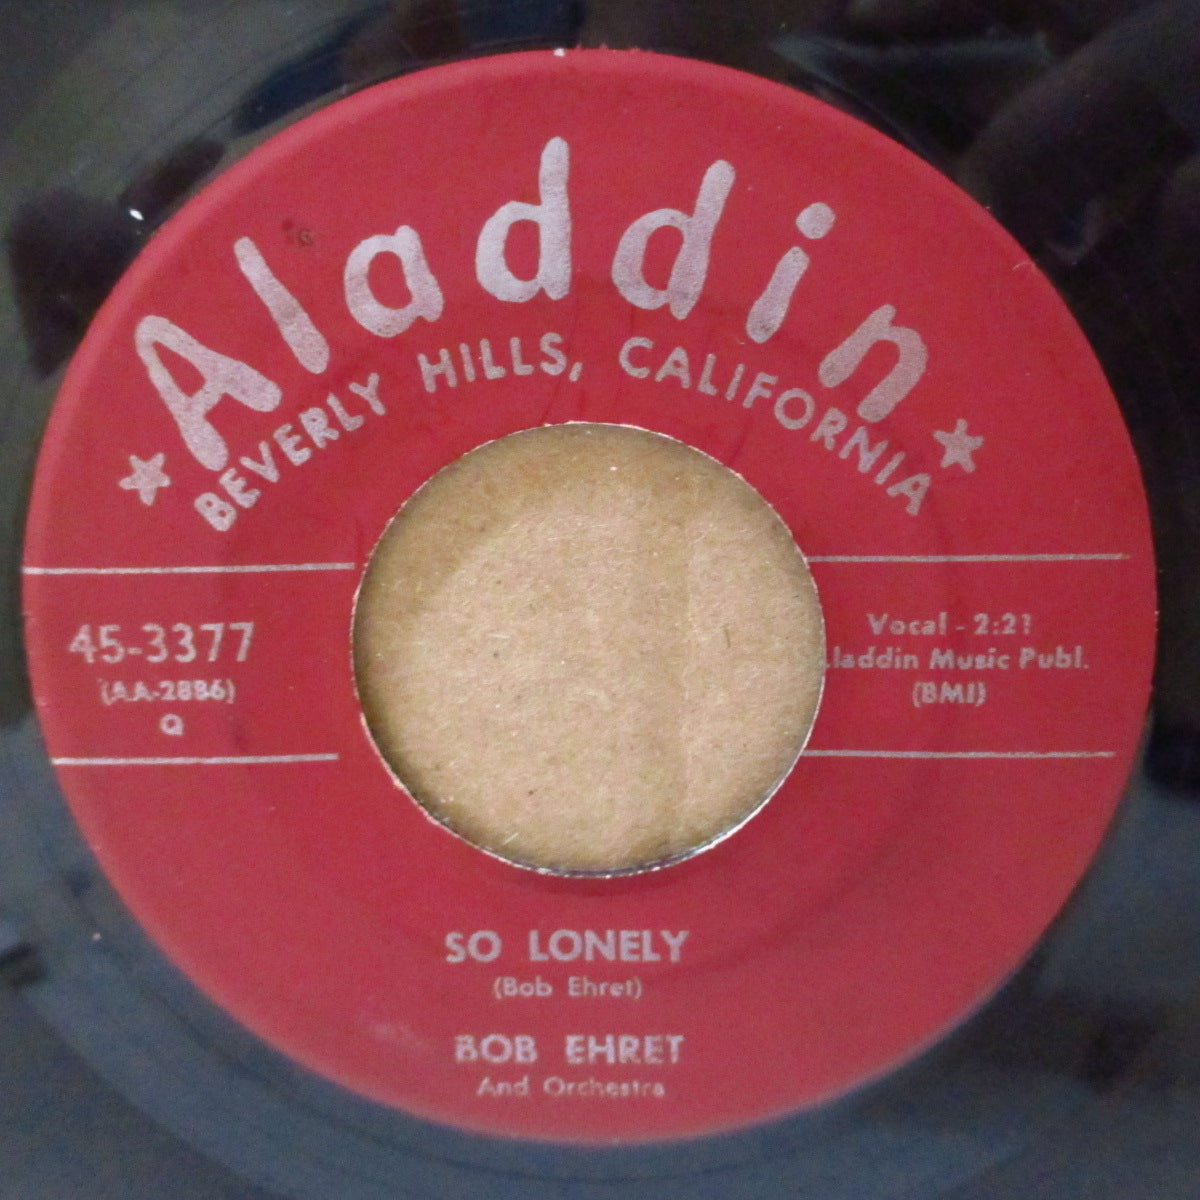 Aladdin
BEVERLY HILLS, CALIFORNIA
45-3377
(AA-2886)
Q
Vocal - 2:21
Aladdin Music Publ.
(BMI)
SO LONELY
(Bob Ehret)
BOB EHRET
And Orchestra